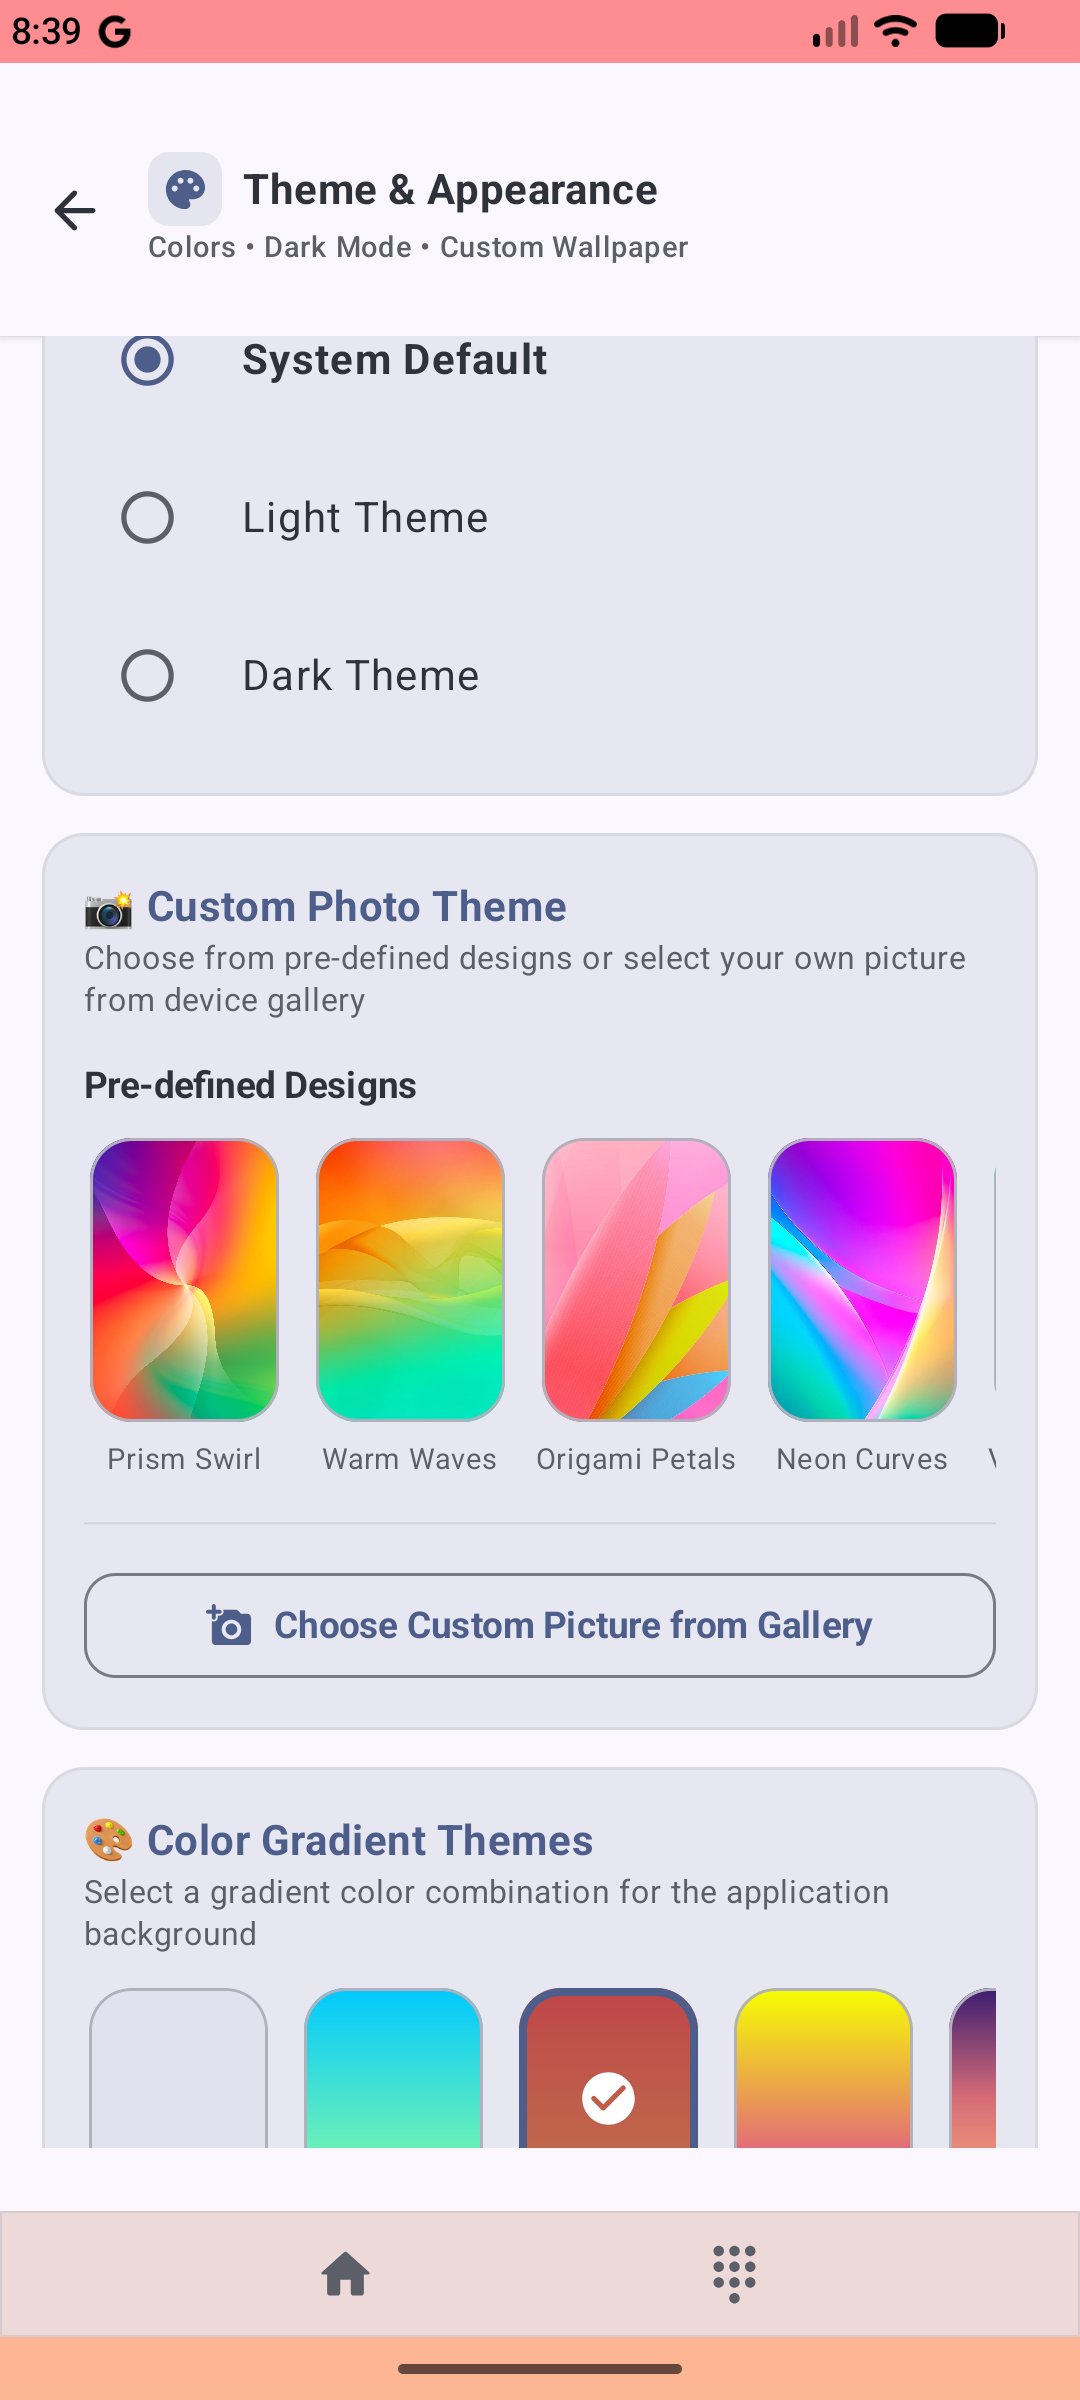 8:39
Theme & Appearance
Colors • Dark Mode • Custom Wallpaper
System Default
Light Theme
Dark Theme
📸 Custom Photo Theme
Choose from pre-defined designs or select your own picture
from device gallery
Pre-defined Designs
Prism Swirl
Warm Waves
Origami Petals
Neon Curves
Choose Custom Picture from Gallery
🎨 Color Gradient Themes
Select a gradient color combination for the application
background